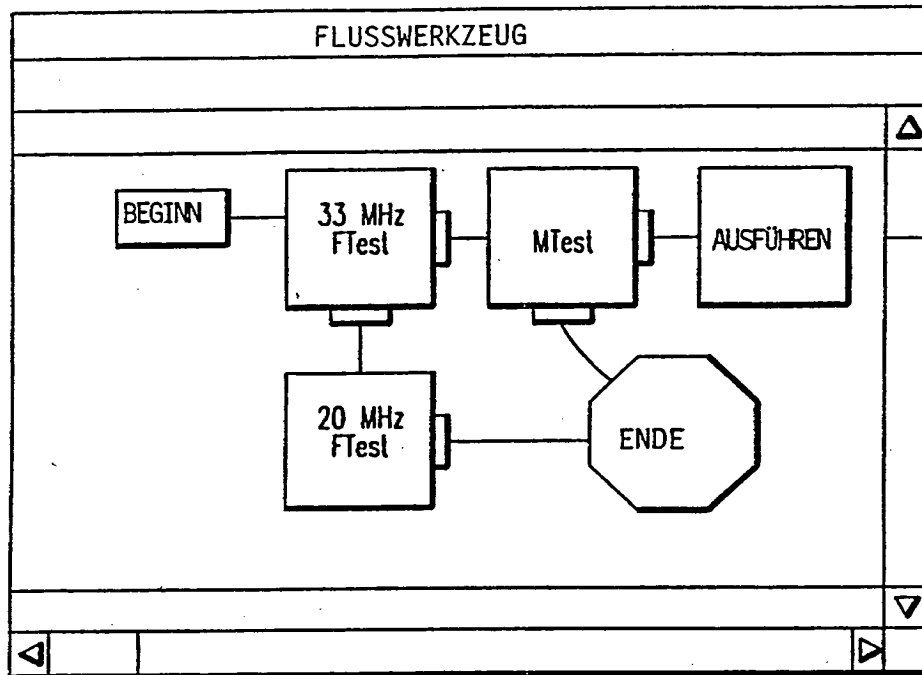 FLUSSWERKZEUG
BEGINN
33 MHz
FTest
MTest
AUSFÜHREN
20 MHz
FTest
ENDE